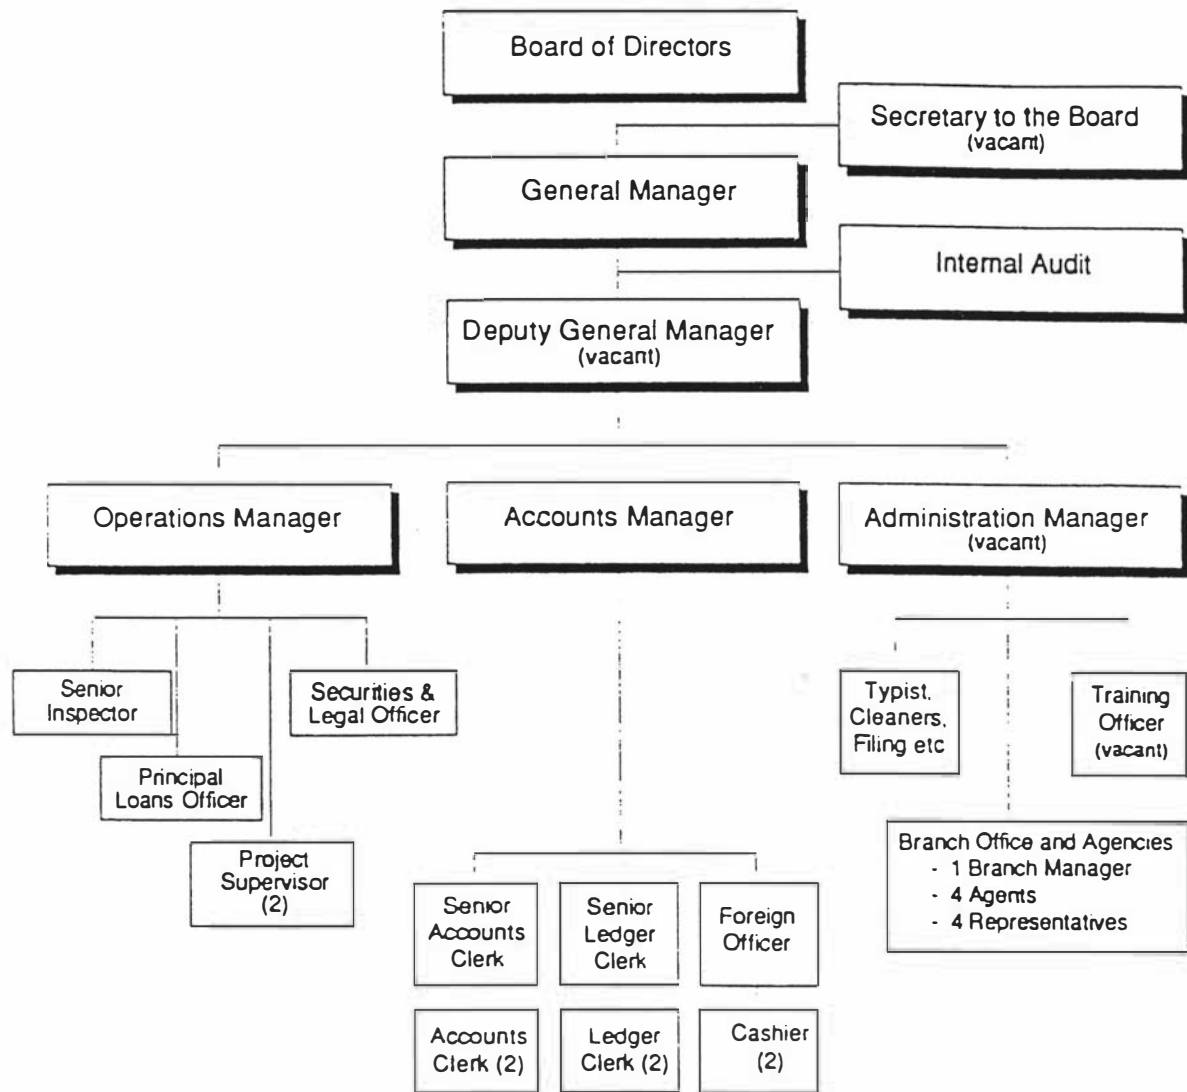 Board of Directors
Secretary to the Board
(vacant)
General Manager
Internal Audit
Deputy General Manager
(vacant)
Operations Manager
Accounts Manager
Administration Manager
(vacant)
Senior
Inspector
Securities &
Legal Officer
Principal
Loans Officer
Project
Supervisor
(2)
Typist,
Cleaners,
Filing etc
Training
Officer
(vacant)
Branch Office and Agencies
- 1 Branch Manager
- 4 Agents
- 4 Representatives
Senior
Accounts
Clerk
Senior
Ledger
Clerk
Foreign
Officer
Accounts
Clerk (2)
Ledger
Clerk (2)
Cashier
(2)